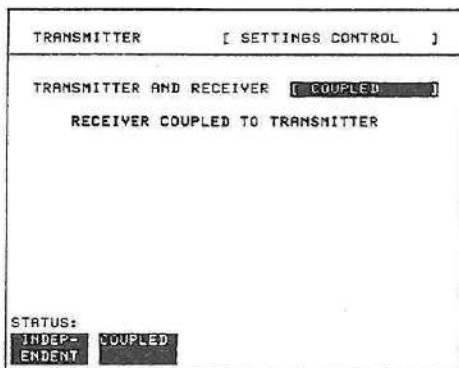 TRANSMITTER [ SETTINGS CONTROL ]
TRANSMITTER AND RECEIVER [ COUPLED ]
RECEIVER COUPLED TO TRANSMITTER
STATUS:
INDEP- COUPLED
ENDENT